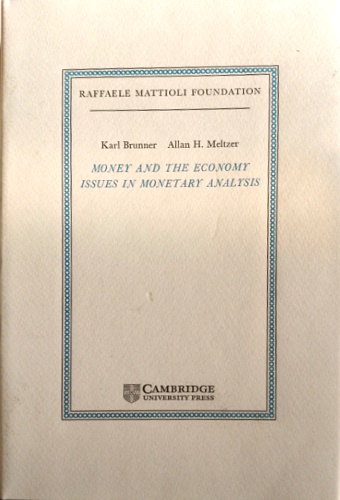 RAFFAELE MATTIOLI FOUNDATION
Karl Brunner Allan H. Meltzer
MONEY AND THE ECONOMY
ISSUES IN MONETARY ANALYSIS
CAMBRIDGE
UNIVERSITY PRESS